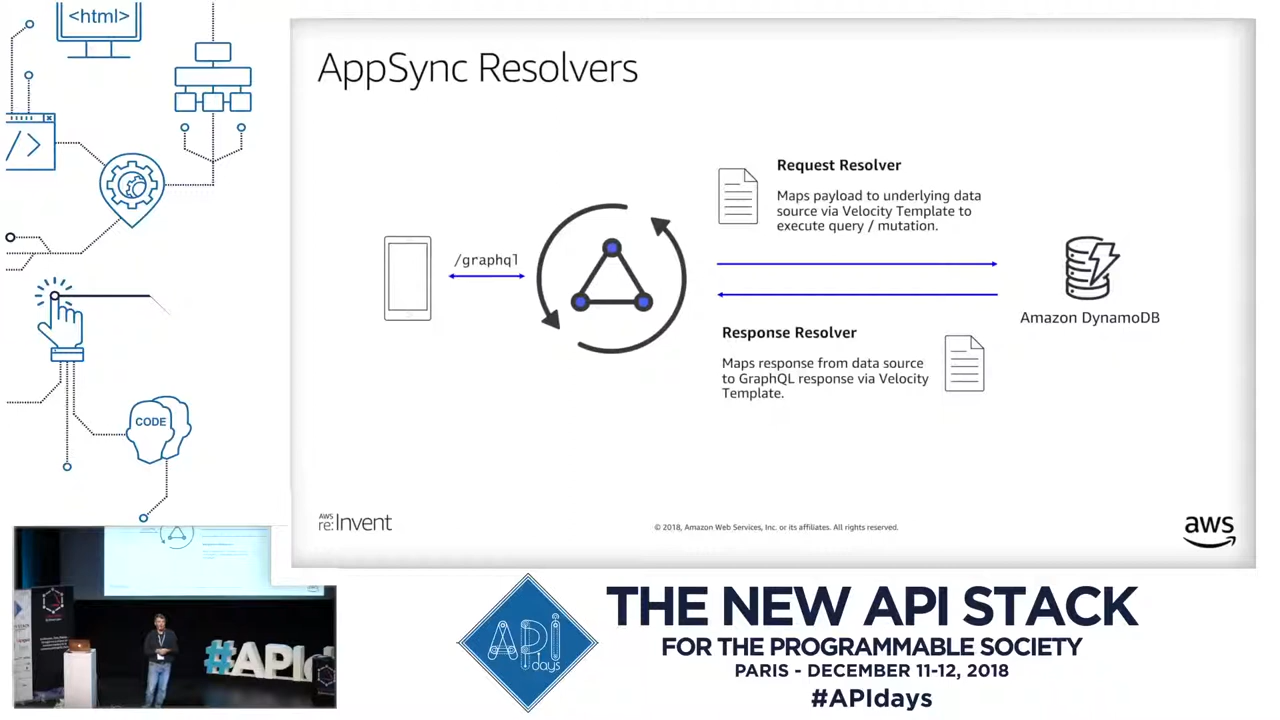 <html>
AppSync Resolvers
Request Resolver
Maps payload to underlying data
source via Velocity Template to
execute query / mutation.
/graphql
Amazon DynamoDB
Response Resolver
Maps response from data source
to GraphQL response via Velocity
Template.
</>
CODE
AWS
re:Invent
© 2018, Amazon Web Services, Inc. or its affiliates. All rights reserved.
aws
#APId
API
days
THE NEW API STACK
FOR THE PROGRAMMABLE SOCIETY
PARIS - DECEMBER 11-12, 2018
#APIdays